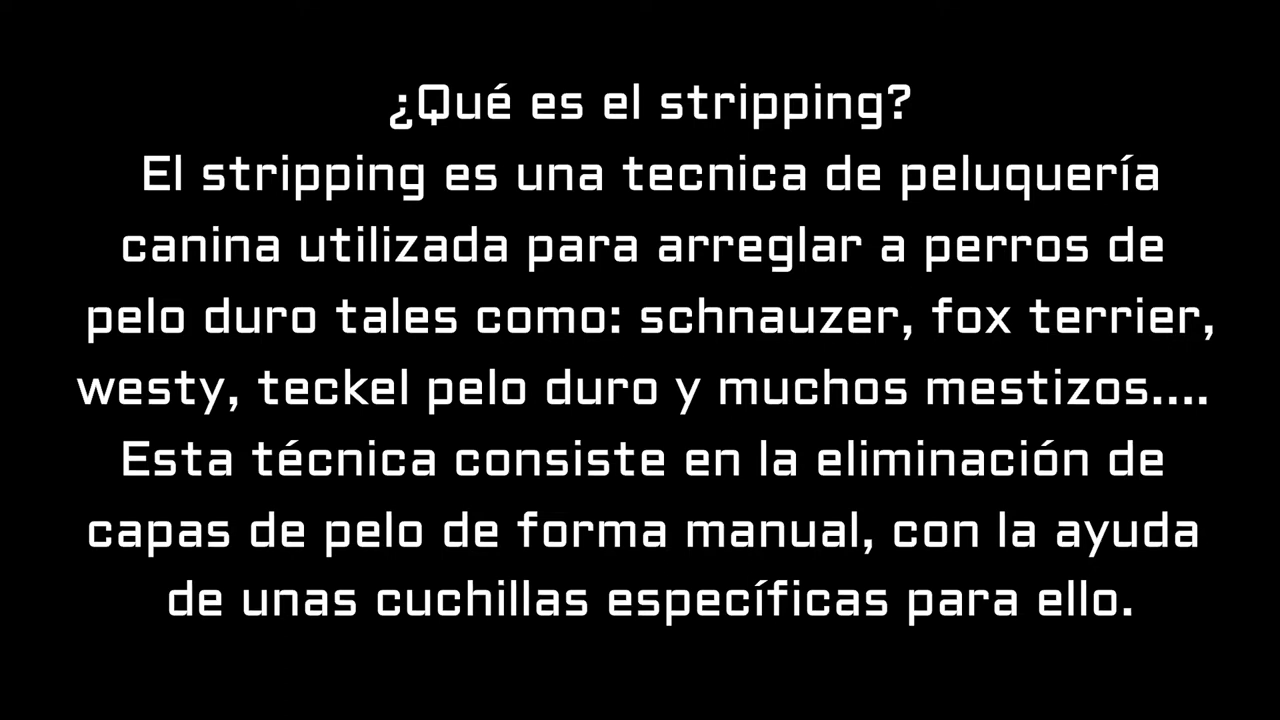 ¿Qué es el stripping?
El stripping es una tecnica de peluquería
canina utilizada para arreglar a perros de
pelo duro tales como: schnauzer, fox terrier,
westy, teckel pelo duro y muchos mestizos....
Esta técnica consiste en la eliminación de
capas de pelo de forma manual, con la ayuda
de unas cuchillas específicas para ello.